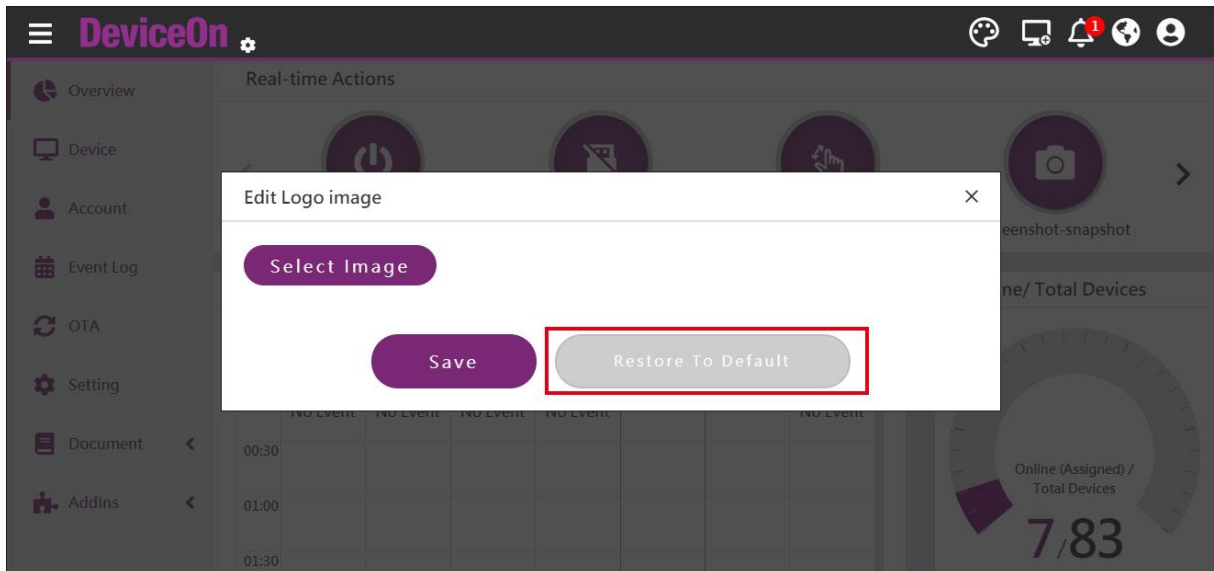 DeviceOn
1
Overview
Device
Account
Event Log
OTA
Setting
Document
AddIns
Real-time Actions
Edit Logo image
Select Image
Save
Restore To Default
eenshot-snapshot
ne/ Total Devices
No Event No Event No Event No Event No Event
00:30
01:00
01:30
Online (Assigned) /
Total Devices
7/83